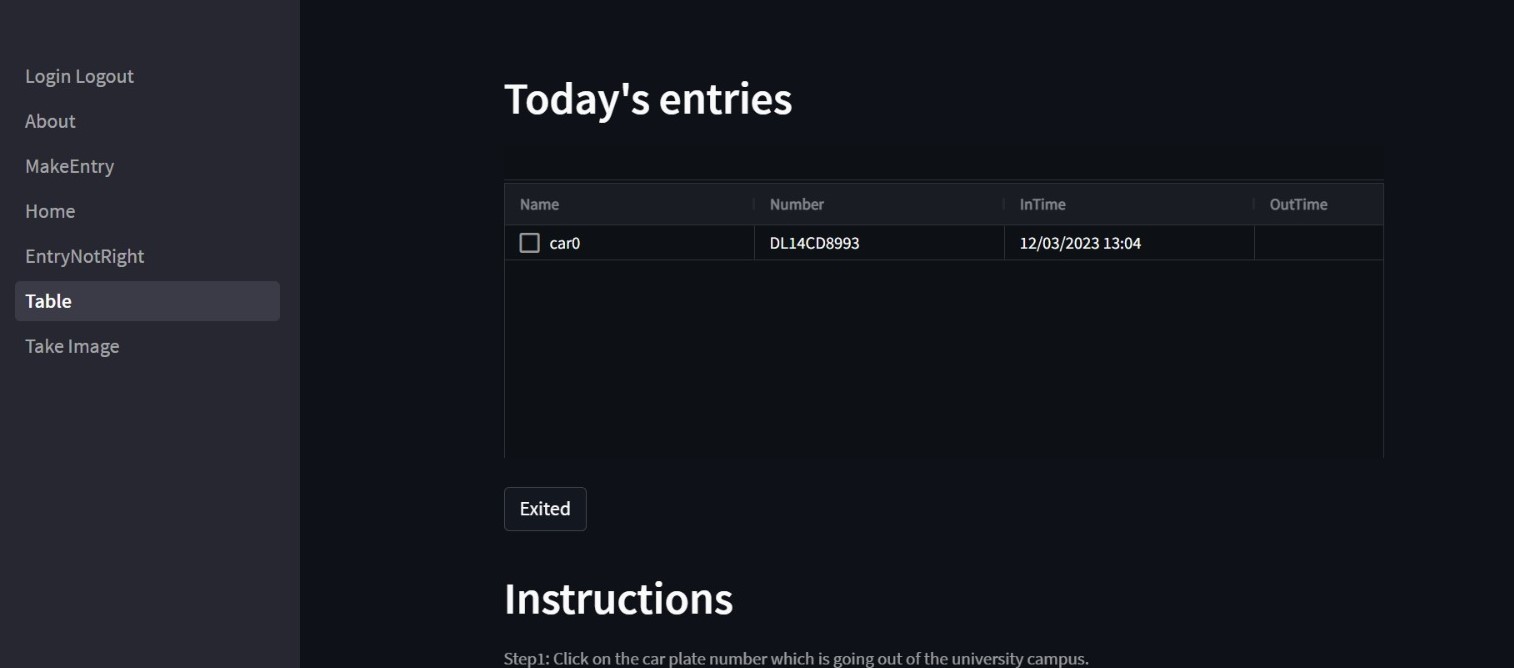 Login Logout
About
MakeEntry
Home
EntryNotRight
Table
Take Image
Today's entries
Name Number InTime OutTime
car0 DL14CD8993 12/03/2023 13:04
Exited
Instructions
Step1: Click on the car plate number which is going out of the university campus.